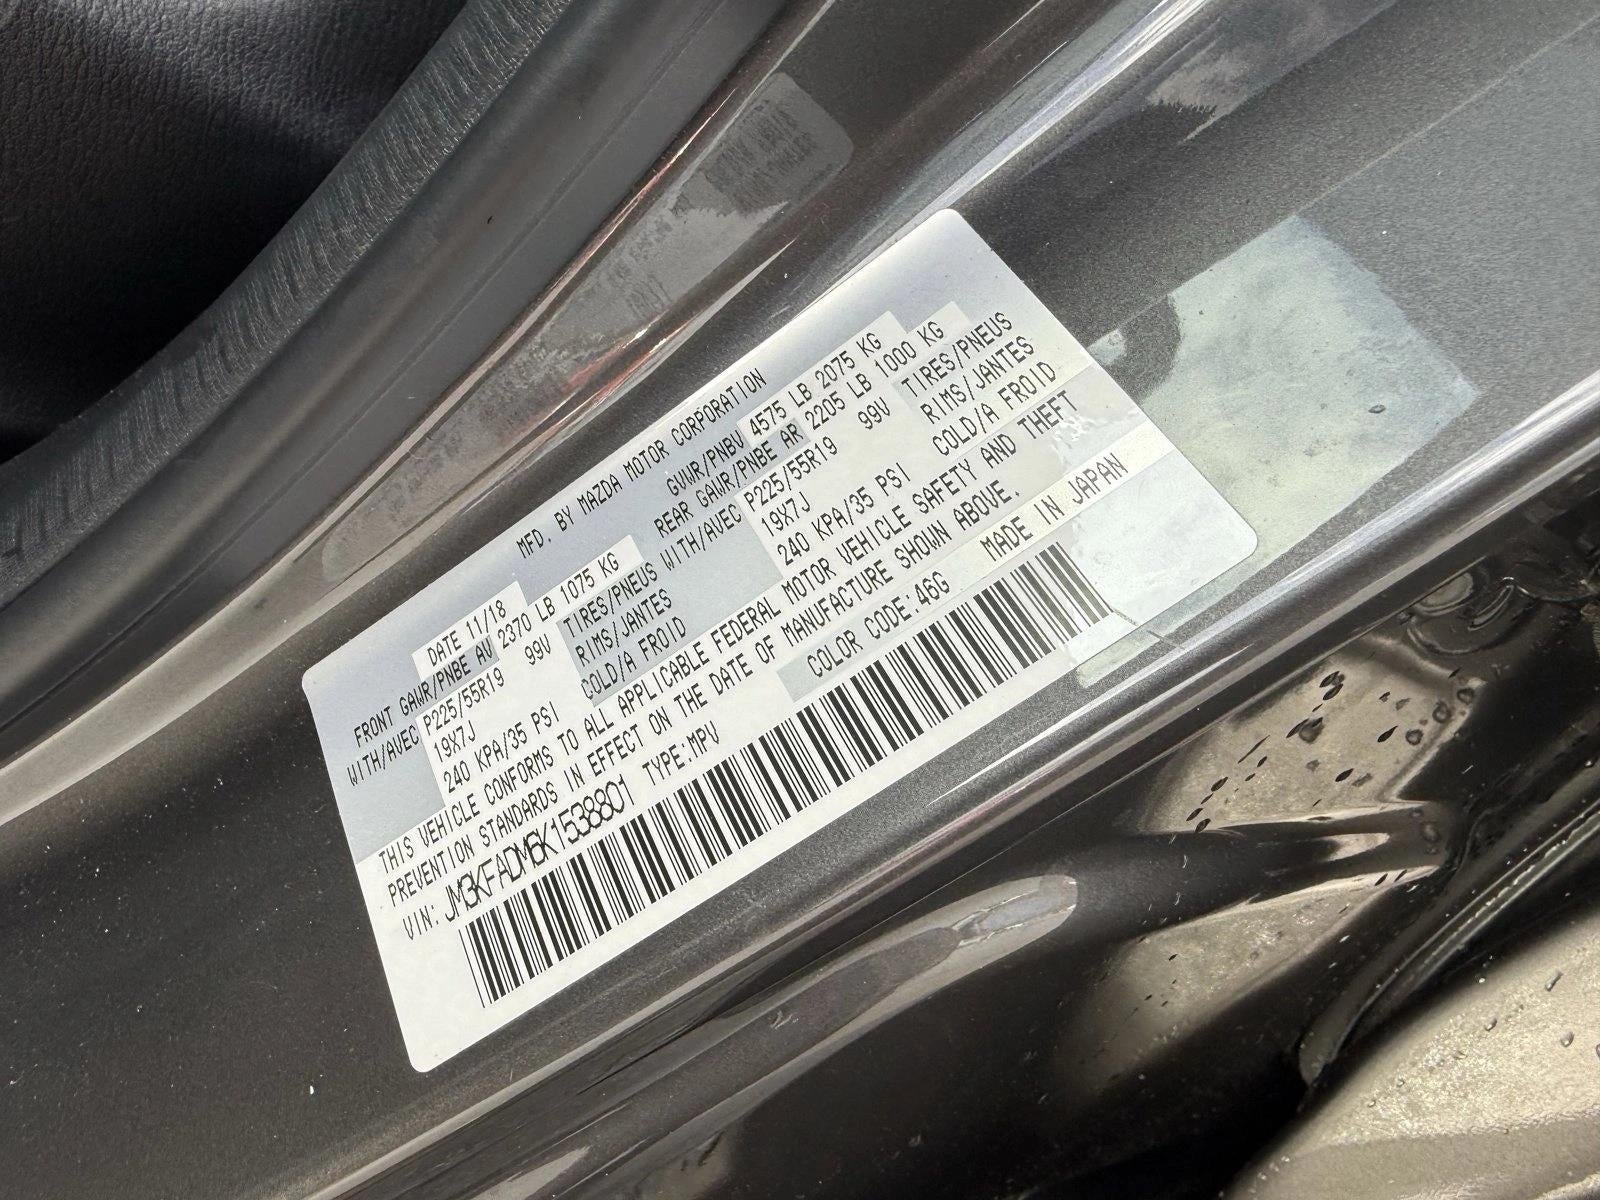 MFD. BY MAZDA MOTOR CORPORATION
DATE 11/18 GVWR/PNBV 4575 LB 2075 KG
FRONT GAWR/PNBE AV 2370 LB 1075 KG REAR GAWR/PNBE AR 2205 LB 1000 KG
WITH/AVEC P225/55R19 99V TIRES/PNEUS WITH/AVEC P225/55R19 99V TIRES/PNEUS
19X7J RIMS/JANTES 19X7J RIMS/JANTES
240 KPA/35 PSI COLD/A FROID 240 KPA/35 PSI COLD/A FROID
THIS VEHICLE CONFORMS TO ALL APPLICABLE FEDERAL MOTOR VEHICLE SAFETY AND THEFT
PREVENTION STANDARDS IN EFFECT ON THE DATE OF MANUFACTURE SHOWN ABOVE.
VIN: JM3KFADM6K1538801 TYPE:MPV COLOR CODE:46G MADE IN JAPAN